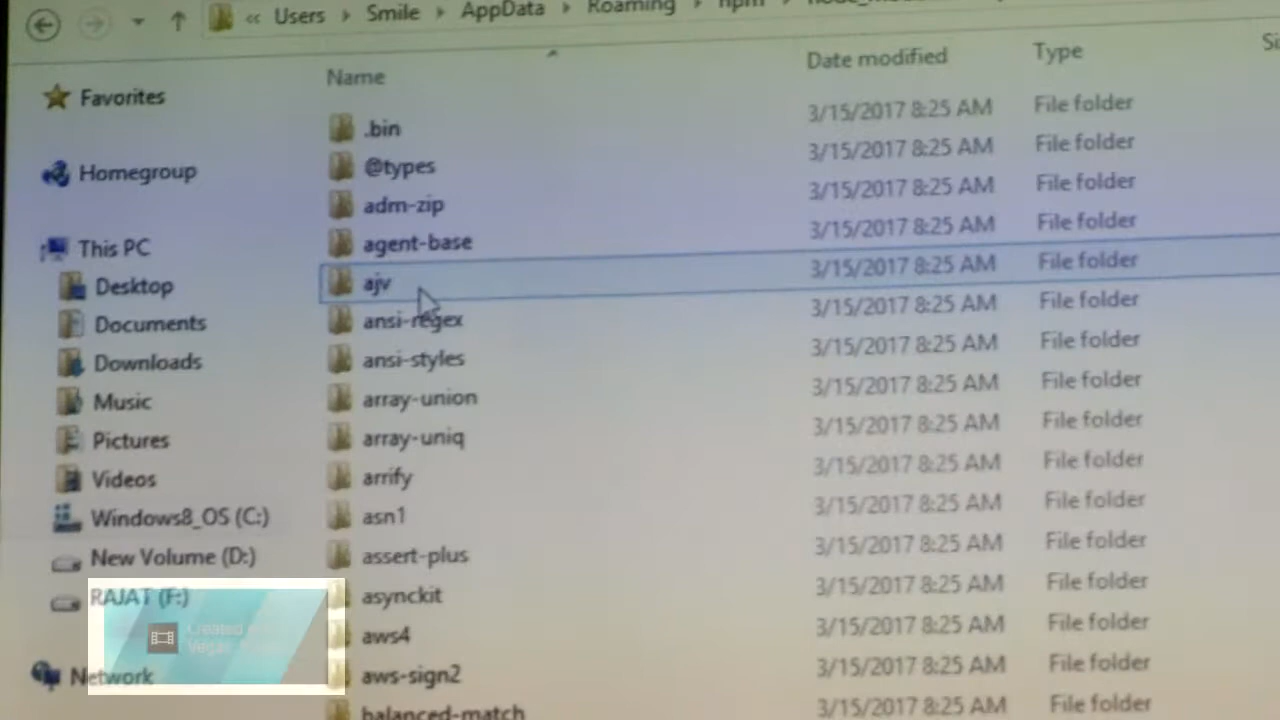 « Users › Smile › AppData › Roaming › npm ›
Name Date modified Type
Favorites
Homegroup
This PC
Desktop
Documents
Downloads
Music
Pictures
Videos
Windows8_OS (C:)
New Volume (D:)
RAJAT (F:)
Network
.bin 3/15/2017 8:25 AM File folder
@types 3/15/2017 8:25 AM File folder
adm-zip 3/15/2017 8:25 AM File folder
agent-base 3/15/2017 8:25 AM File folder
ajv 3/15/2017 8:25 AM File folder
ansi-regex 3/15/2017 8:25 AM File folder
ansi-styles 3/15/2017 8:25 AM File folder
array-union 3/15/2017 8:25 AM File folder
array-uniq 3/15/2017 8:25 AM File folder
arrify 3/15/2017 8:25 AM File folder
asn1 3/15/2017 8:25 AM File folder
assert-plus 3/15/2017 8:25 AM File folder
asynckit 3/15/2017 8:25 AM File folder
aws4 3/15/2017 8:25 AM File folder
aws-sign2 3/15/2017 8:25 AM File folder
balanced-match 3/15/2017 8:25 AM File folder
Created
Vegas